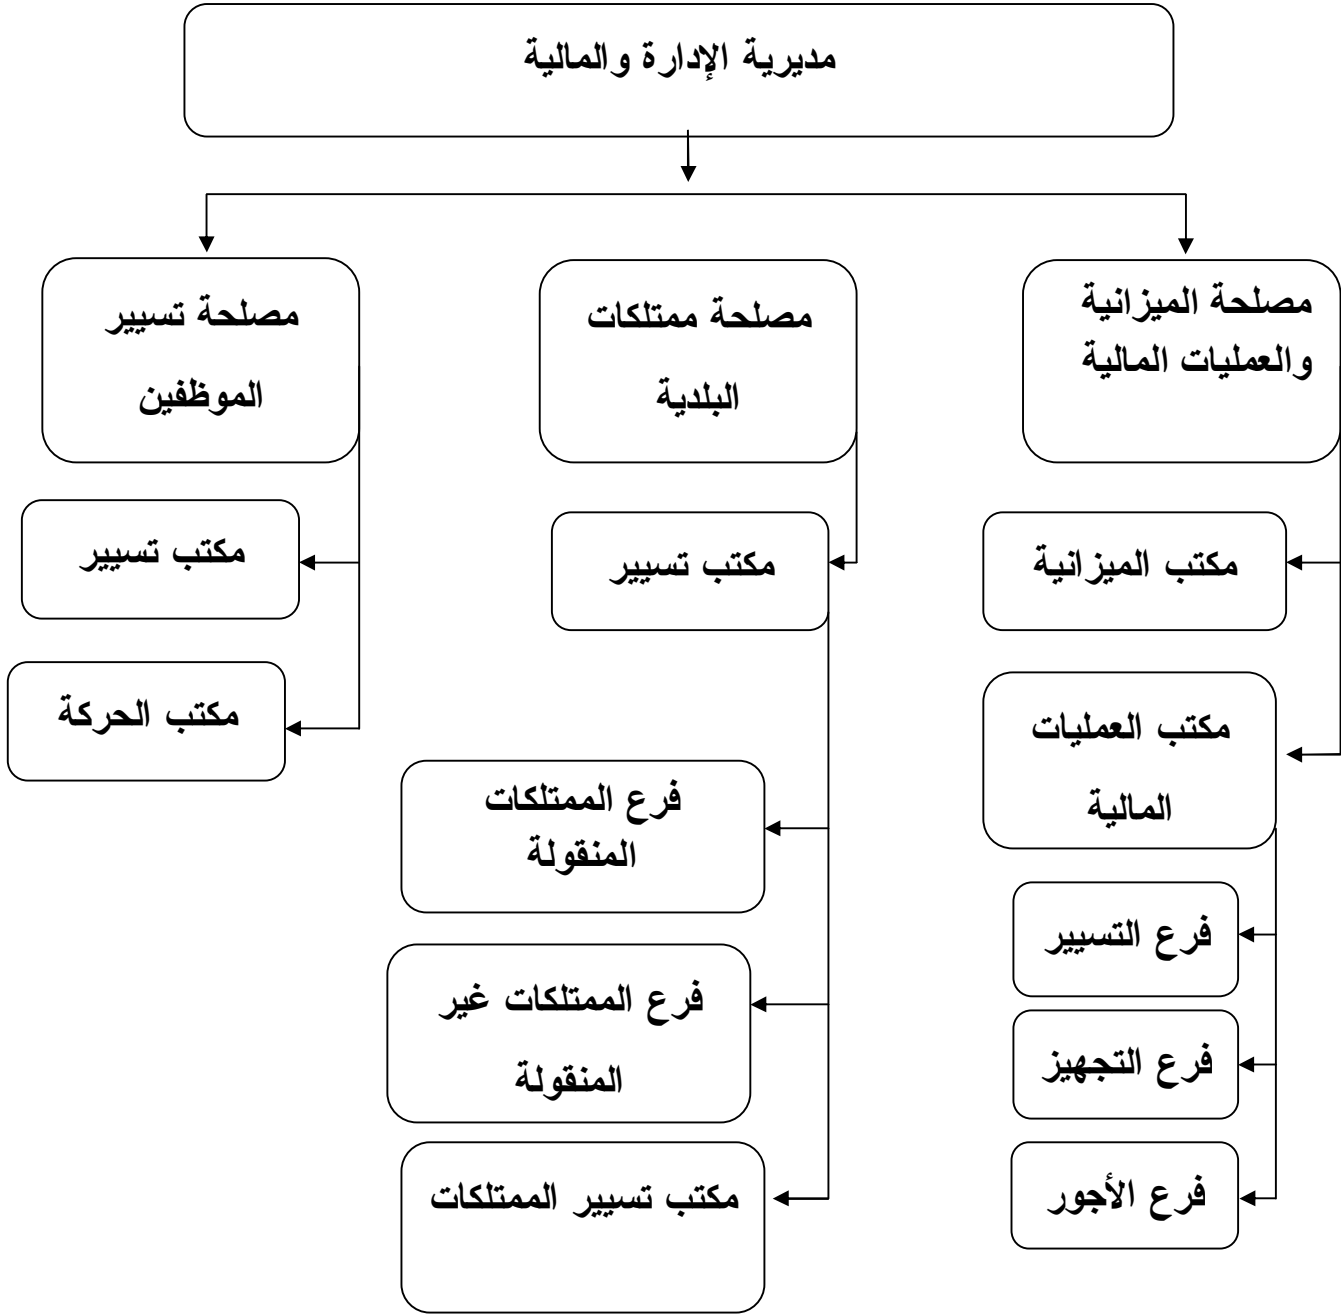 مديرية الإدارة والمالية
مصلحة الميزانية
والعمليات المالية
مصلحة ممتلكات
البلدية
مصلحة تسيير
الموظفين
مكتب الميزانية
مكتب تسيير
مكتب تسيير
مكتب العمليات
المالية
مكتب الحركة
فرع الممتلكات
المنقولة
فرع التسيير
فرع الممتلكات غير
المنقولة
فرع التجهيز
فرع الأجور
مكتب تسيير الممتلكات